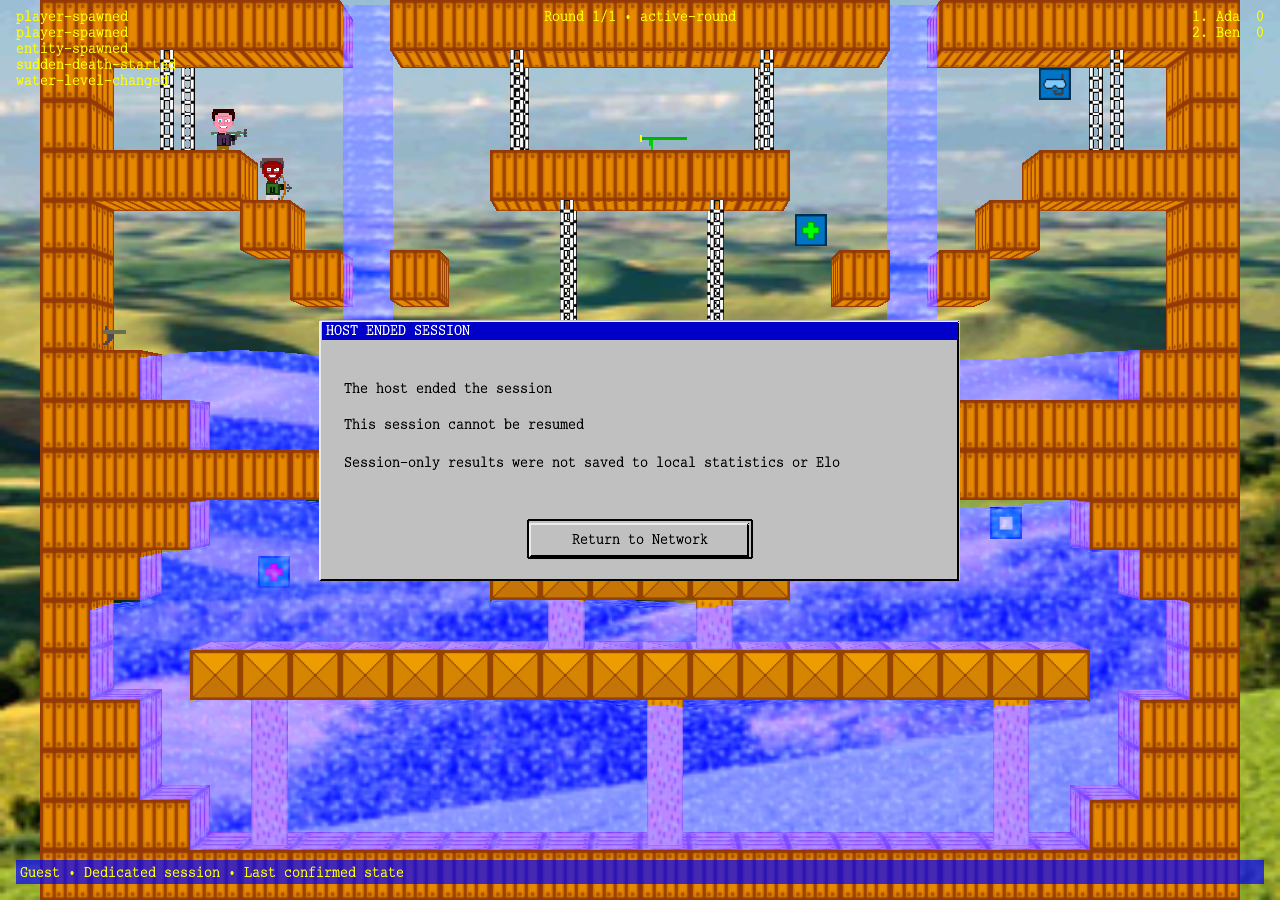 player-spawned
player-spawned
entity-spawned
sudden-death-started
water-level-changed
Round 1/1 • active-round
1. Ada 0
2. Ben 0
HOST ENDED SESSION
The host ended the session
This session cannot be resumed
Session-only results were not saved to local statistics or Elo
Return to Network
Guest • Dedicated session • Last confirmed state